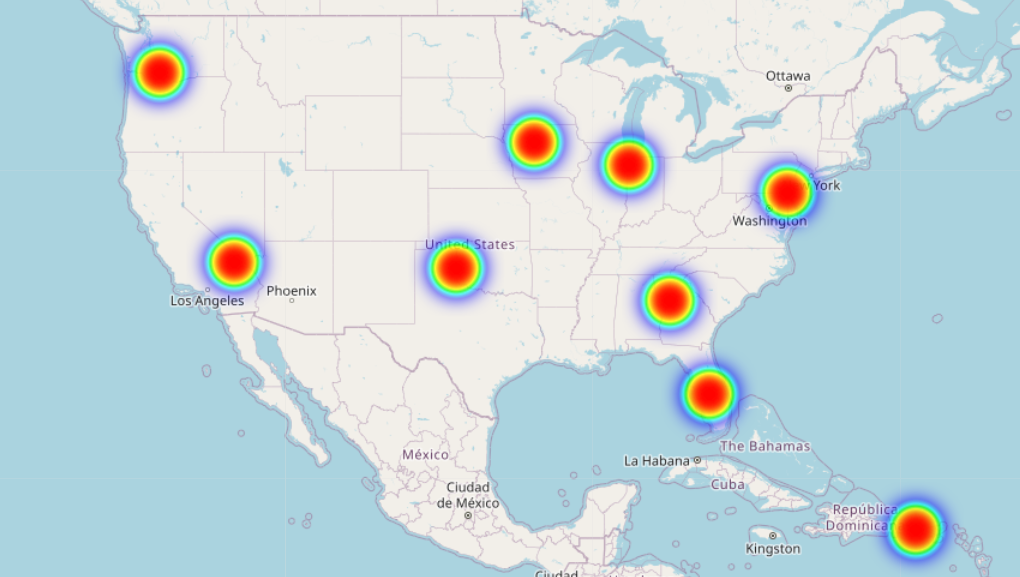 Ottawa
York
Washington
United States
Phoenix
Los Angeles
México
The Bahamas
La Habana
Cuba
Ciudad
de México
República
Dominica
Kingston
Ciudad